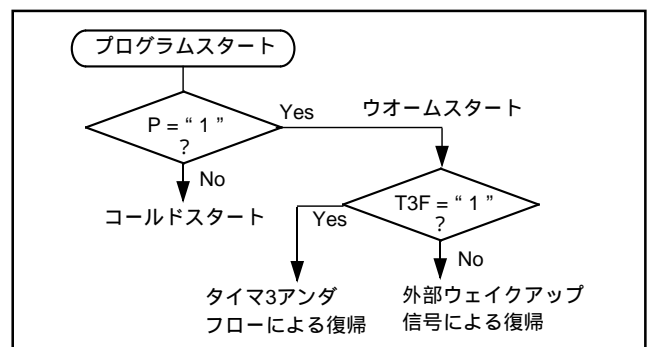 プログラムスタート
P = “ 1 ”
?
Yes
ウオームスタート
No
コールドスタート
T3F = “ 1 ”
?
Yes
No
タイマ3アンダ
フローによる復帰
外部ウェイクアップ
信号による復帰